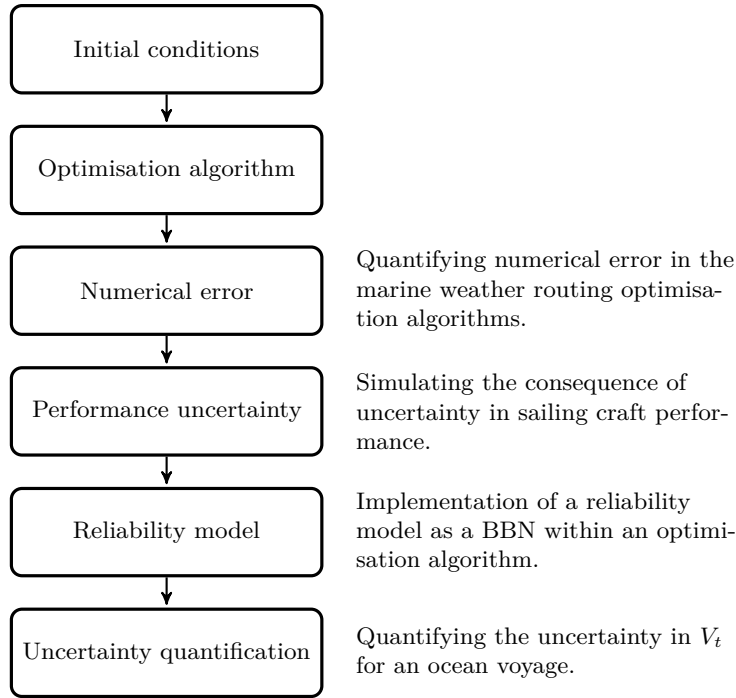 Initial conditions
Optimisation algorithm
Numerical error
Quantifying numerical error in the
marine weather routing optimisa-
tion algorithms.
Performance uncertainty
Simulating the consequence of
uncertainty in sailing craft perfor-
mance.
Reliability model
Implementation of a reliability
model as a BBN within an optimi-
sation algorithm.
Uncertainty quantification
Quantifying the uncertainty in V_t
for an ocean voyage.